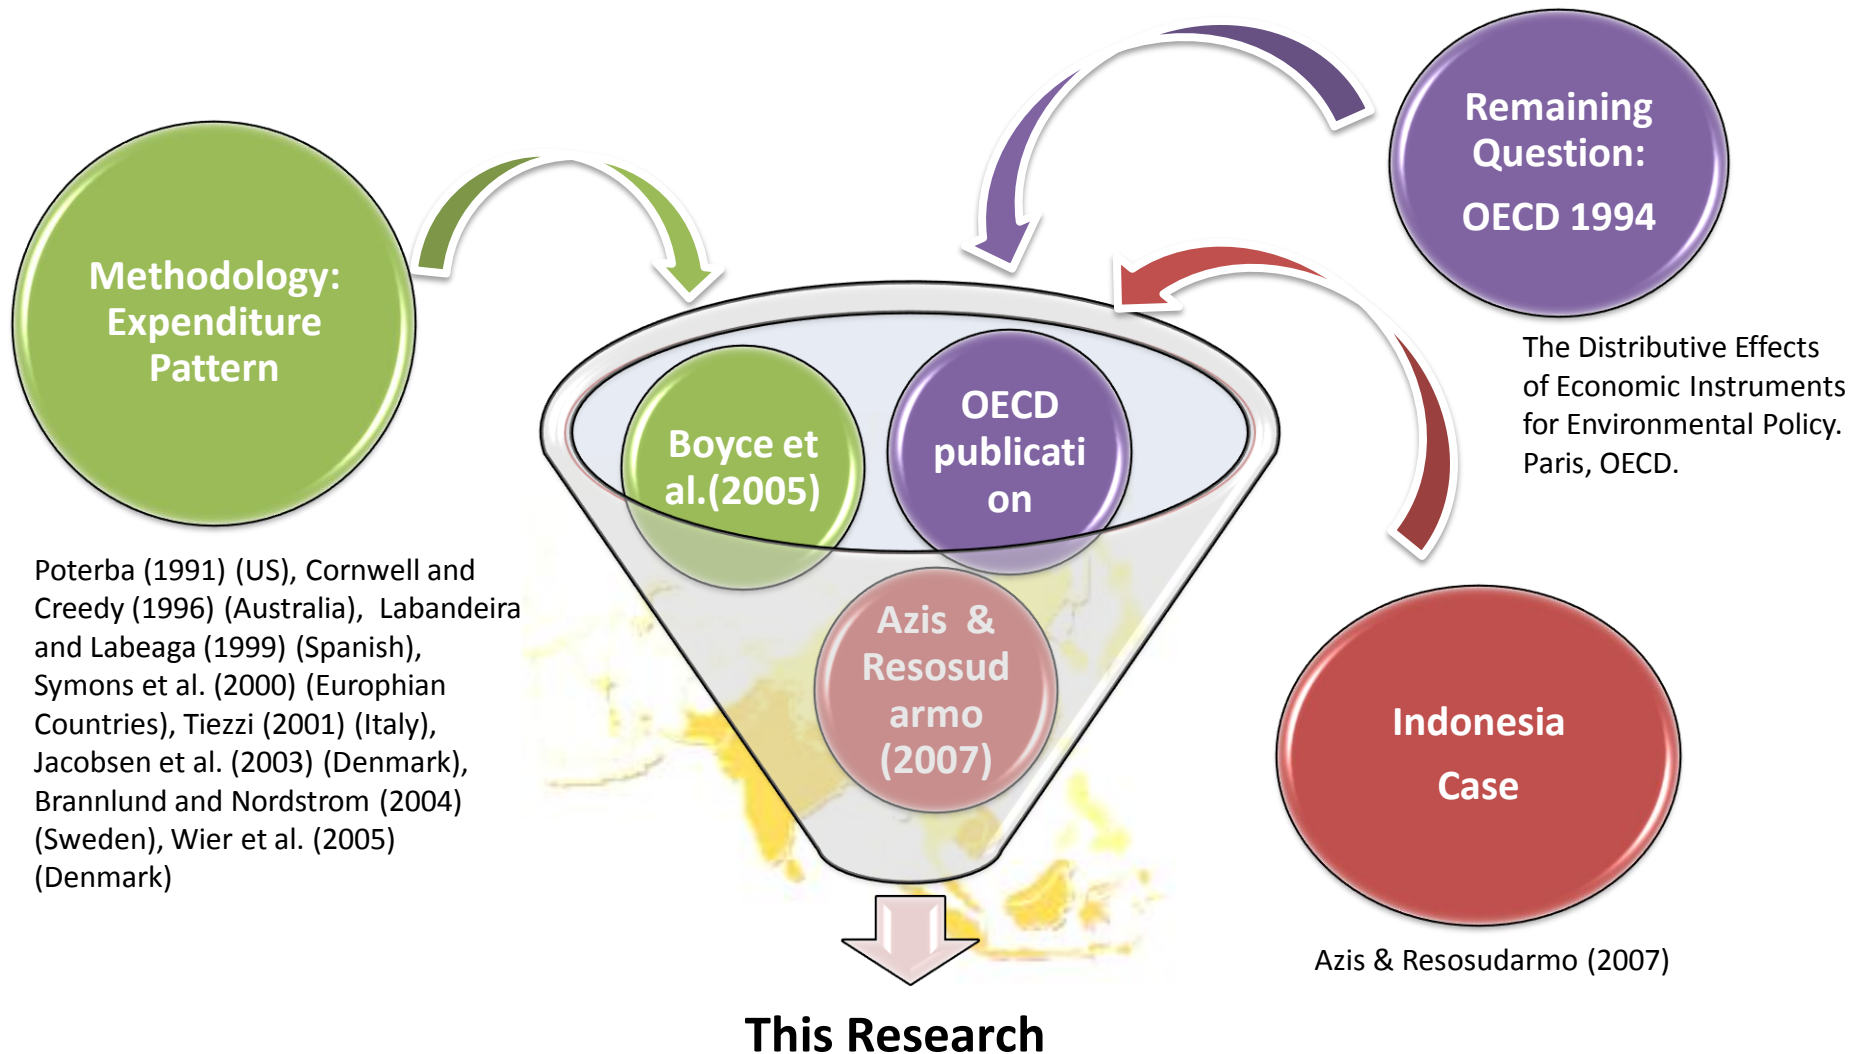 Methodology:
Expenditure
Pattern
Poterba (1991) (US), Cornwell and
Creedy (1996) (Australia), Labandeira
and Labeaga (1999) (Spanish),
Symons et al. (2000) (Europhian
Countries), Tiezzi (2001) (Italy),
Jacobsen et al. (2003) (Denmark),
Brannlund and Nordstrom (2004)
(Sweden), Wier et al. (2005)
(Denmark)
Boyce et
al.(2005)
OECD
publicati
on
Azis & 
Resosud
armo
(2007)
Remaining
Question:
OECD 1994
The Distributive Effects
of Economic Instruments
for Environmental Policy.
Paris, OECD.
Indonesia
Case
Azis & Resosudarmo (2007)
This Research